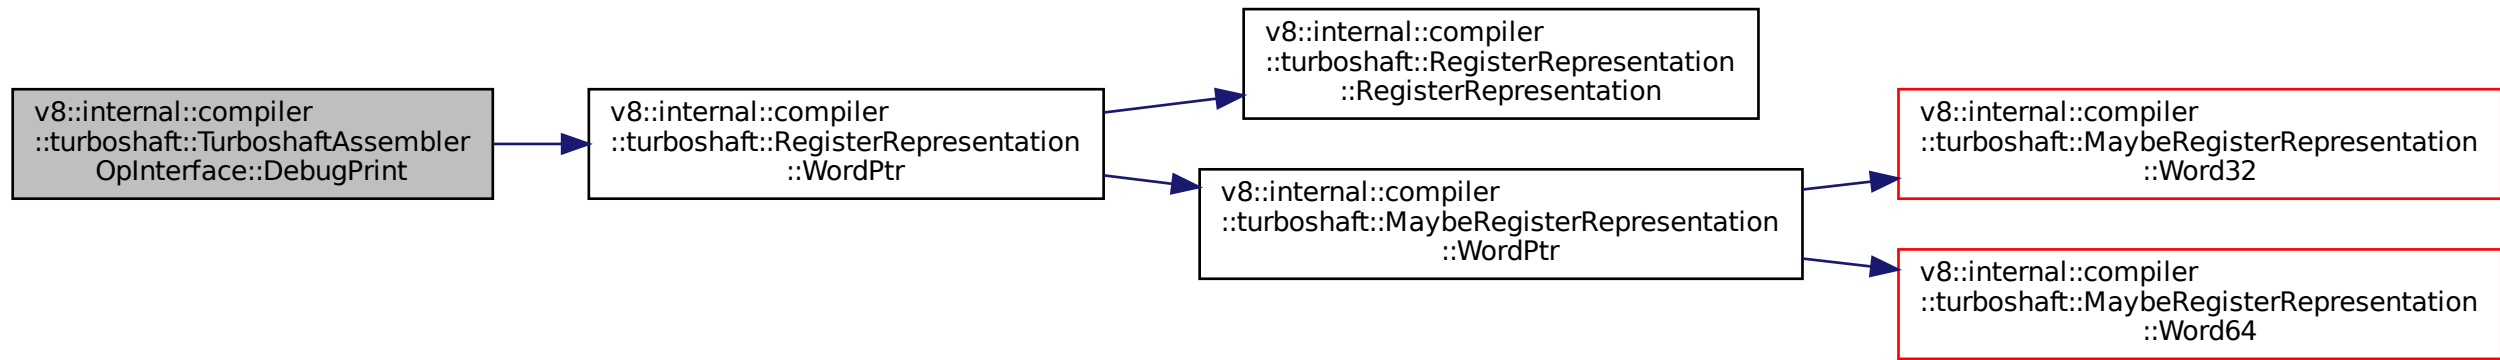 v8::internal::compiler
::turboshaft::TurboshaftAssembler
OpInterface::DebugPrint
v8::internal::compiler
::turboshaft::RegisterRepresentation
::WordPtr
v8::internal::compiler
::turboshaft::RegisterRepresentation
::RegisterRepresentation
v8::internal::compiler
::turboshaft::MaybeRegisterRepresentation
::WordPtr
v8::internal::compiler
::turboshaft::MaybeRegisterRepresentation
::Word32
v8::internal::compiler
::turboshaft::MaybeRegisterRepresentation
::Word64